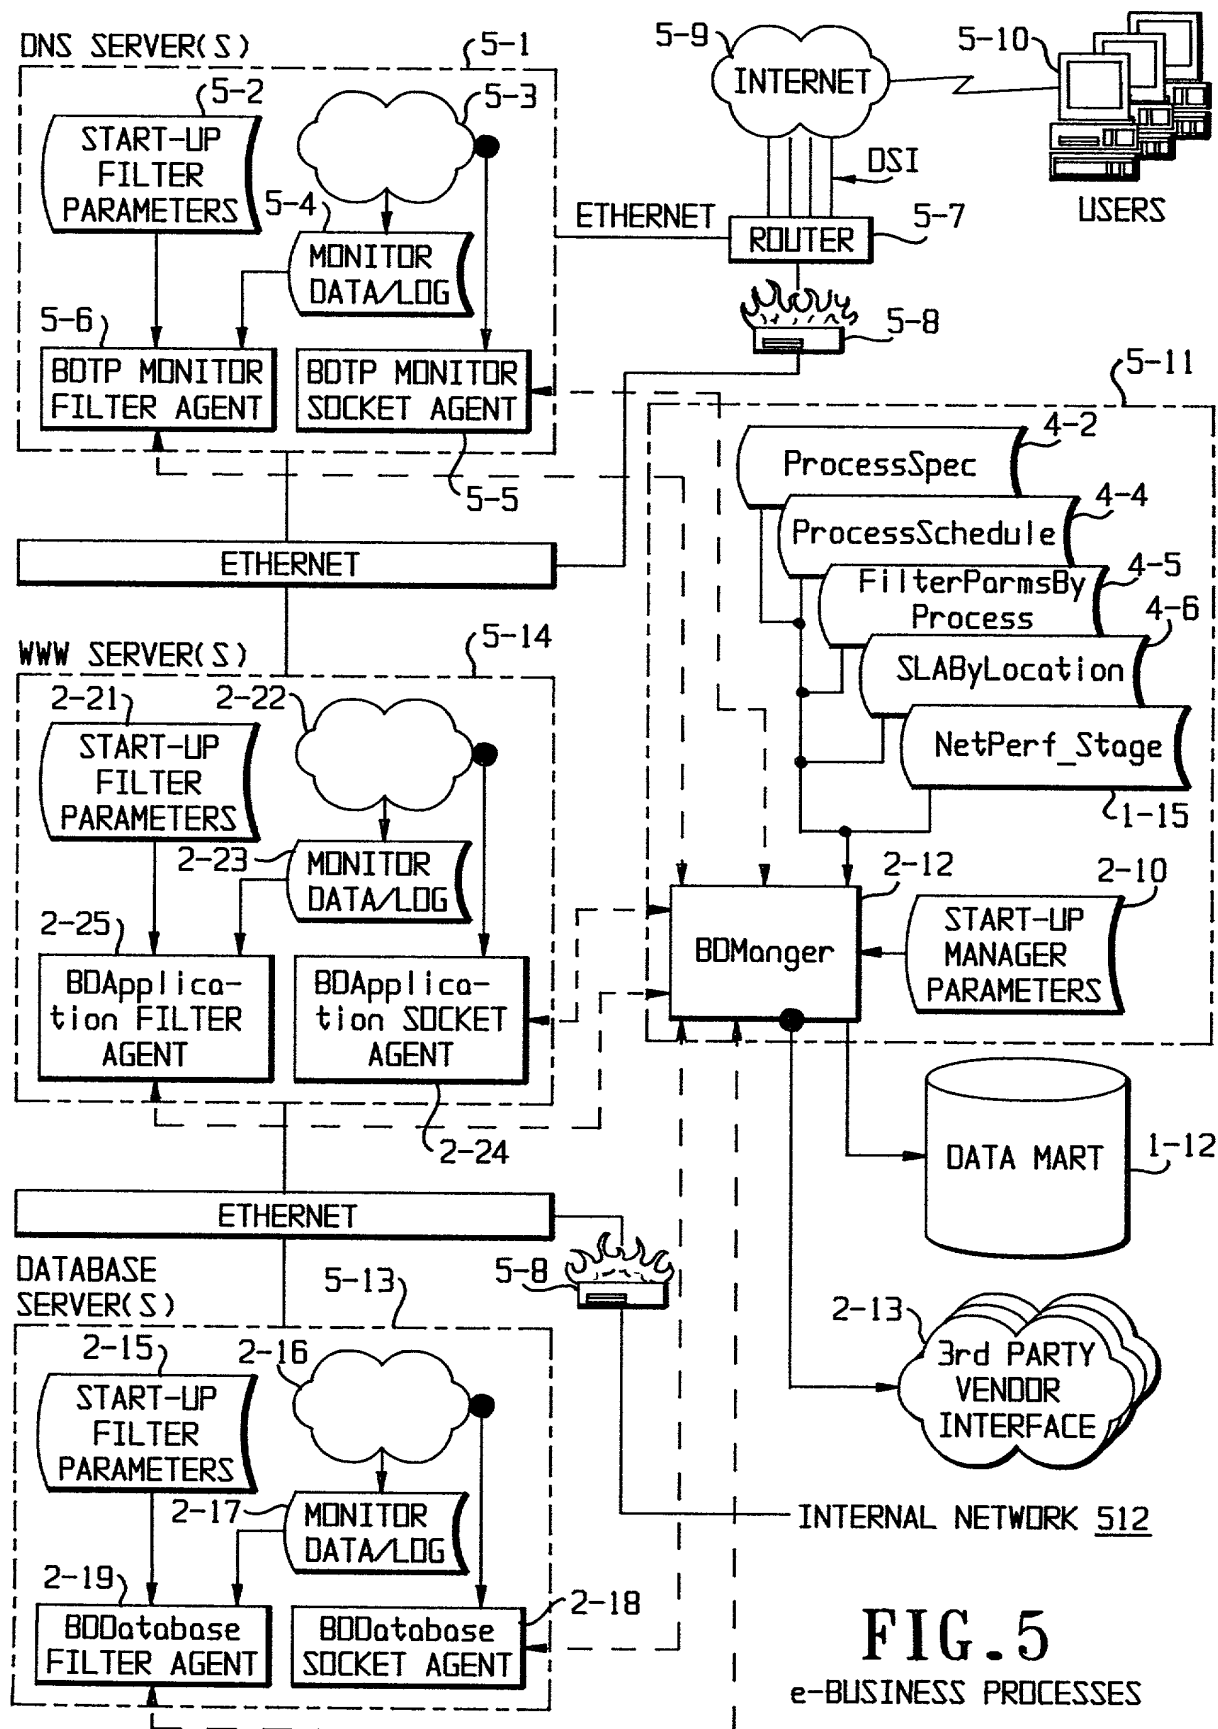 DNS SERVER(S)
5-1
5-2
START-UP
FILTER
PARAMETERS
5-3
5-4
MONITOR
DATA/LOG
5-6
BOTP MONITOR
FILTER AGENT
BOTP MONITOR
SOCKET AGENT
5-5
5-9
INTERNET
5-10
USERS
DSI
ETHERNET
ROUTER
5-7
5-8
ETHERNET
5-11
ProcessSpec
4-2
ProcessSchedule
4-4
FilterParmsBy
Process
4-5
SLAByLocation
4-6
NetPerf_Stage
1-15
BDManger
2-12
START-UP
MANAGER
PARAMETERS
2-10
WWW SERVER(S)
5-14
2-21
START-UP
FILTER
PARAMETERS
2-22
2-23
MONITOR
DATA/LOG
2-25
BDApplica-
tion FILTER
AGENT
BDApplica-
tion SOCKET
AGENT
2-24
DATA MART
1-12
ETHERNET
5-8
2-13
3rd PARTY
VENDOR
INTERFACE
INTERNAL NETWORK 512
DATABASE
SERVER(S)
5-13
2-15
START-UP
FILTER
PARAMETERS
2-16
2-17
MONITOR
DATA/LOG
2-19
BDDatabase
FILTER AGENT
BDDatabase
SOCKET AGENT
2-18
FIG.5
e-BUSINESS PROCESSES